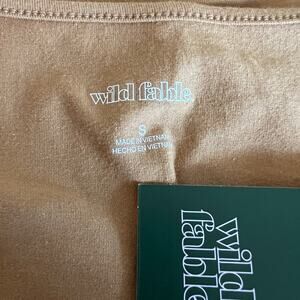 wild fable.
S
MADE IN VIETNAM
HECHO EN VIETNAM
wild
fable